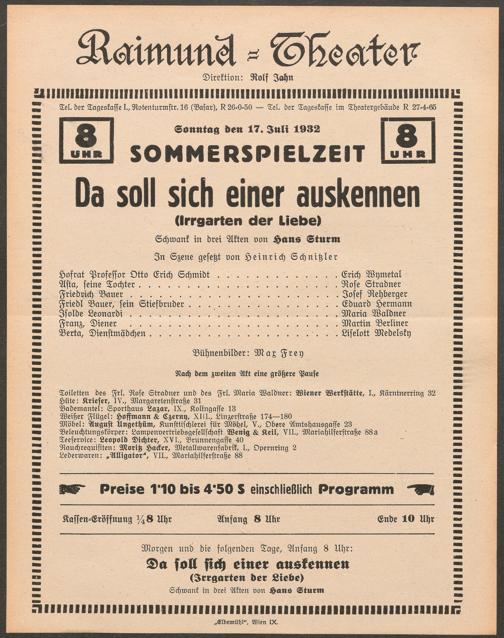 Raimund=Theater
Direktion: Rolf Jahn
Tel. der Tageskasse I., Rotenturmstr. 16 (Basar), R 26-0-50 — Tel. der Tageskasse im Theatergebäude R 27-4-65
8 UHR
Sonntag den 17. Juli 1932
8 UHR
SOMMERSPIELZEIT
Da soll sich einer auskennen
(Irrgarten der Liebe)
Schwank in drei Akten von Hans Sturm
In Szene gesetzt von Heinrich Schnitzler
Hofrat Professor Otto Erich Schmidt . . . . . . . . . . Erich Wymetal
Asta, seine Tochter . . . . . . . . . . Rose Stradner
Friedrich Bauer . . . . . . . . . . Josef Rehberger
Friedl Bauer, sein Stiefbruder . . . . . . . . . . Eduard Hermann
Isolde Leonardi . . . . . . . . . . Maria Waldner
Franz, Diener . . . . . . . . . . Martin Berliner
Berta, Dienstmädchen . . . . . . . . . . Liselott Medelsky
Bühnenbilder: Max Frey
Nach dem zweiten Akt eine größere Pause
Toiletten des Frl. Rose Stradner und des Frl. Maria Waldner: Wiener Werkstätte, I., Kärntnerring 32
Hüte: Kriefer, IV., Margaretenstraße 31
Bademantel: Sporthaus Lazar, IX., Kolingasse 13
Weißer Flügel: Hoffmann & Czerny, XIII., Linzerstraße 174—180
Möbel: August Ungethüm, Kunsttischlerei für Möbel, V., Obere Amtshausgasse 23
Beleuchtungskörper: Lampenvertriebsgesellschaft Wenig & Keil, VII., Mariahilferstraße 88a
Teeservice: Leopold Dichter, XVI., Brunnengasse 40
Rauchrequisiten: Moritz Hacker, Metallwarenfabrik, I., Opernring 2
Lederwaren: „Alligator“, VII., Mariahilferstraße 88
Preise 1·10 bis 4·50 S einschließlich Programm
Kassen-Eröffnung ¼8 Uhr Anfang 8 Uhr Ende 10 Uhr
Morgen und die folgenden Tage, Anfang 8 Uhr:
Da soll sich einer auskennen
(Irrgarten der Liebe)
Schwank in drei Akten von Hans Sturm
„Elbemühl“, Wien IX.